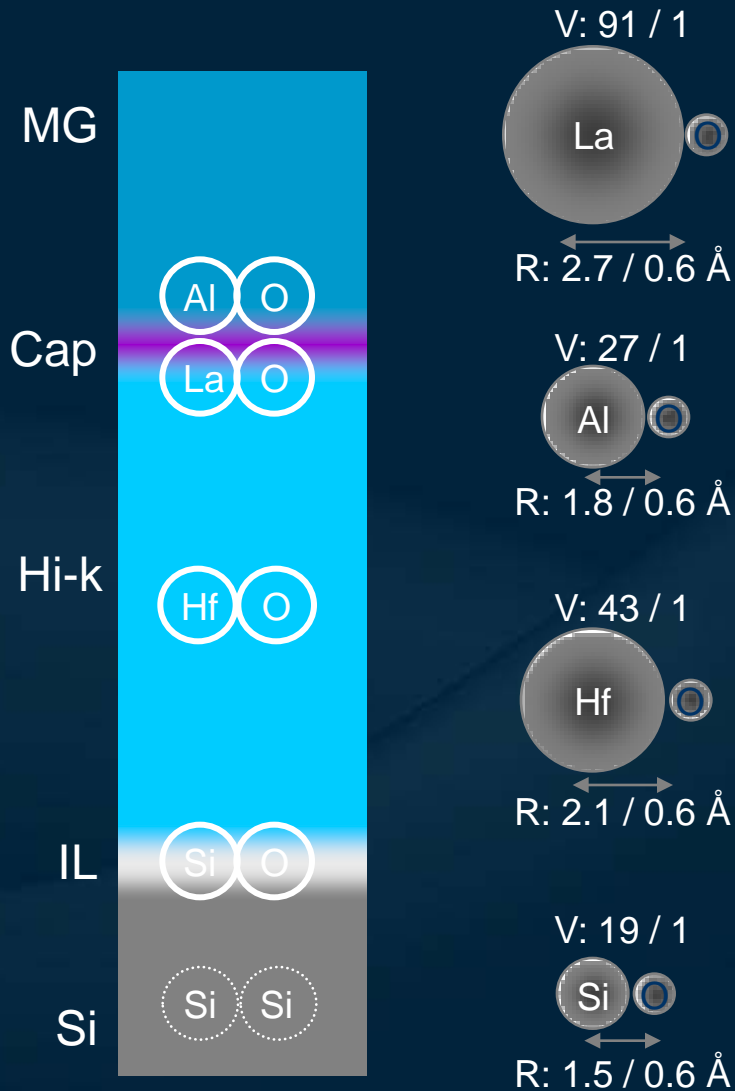 MG
Al O
Cap
La O
Hi-k
Hf O
IL
Si O
Si Si
Si
V: 91 / 1
La O
R: 2.7 / 0.6 Å
V: 27 / 1
Al O
R: 1.8 / 0.6 Å
V: 43 / 1
Hf O
R: 2.1 / 0.6 Å
V: 19 / 1
Si O
R: 1.5 / 0.6 Å